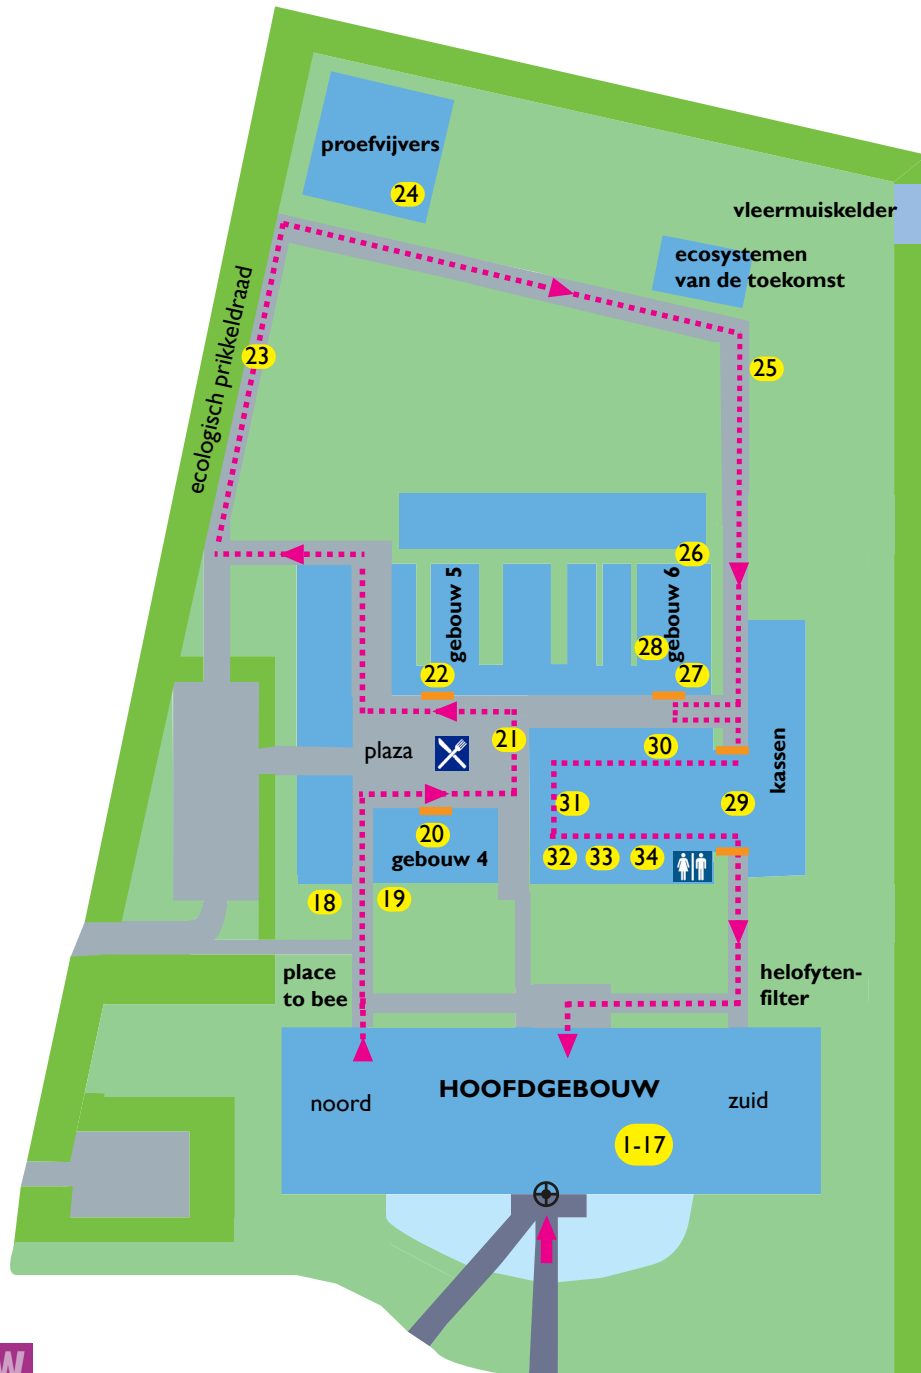 proefvijvers
24
vleermuiskelder
ecosystemen
van de toekomst
ecologisch prikkeldraad
23
25
26
gebouw 5
gebouw 6
28
22
27
21
plaza
30
kassen
31
29
20
gebouw 4
32
33
34
18
19
place
to bee
helofyten-
filter
HOOFDGEBOUW
noord
zuid
1-17
W